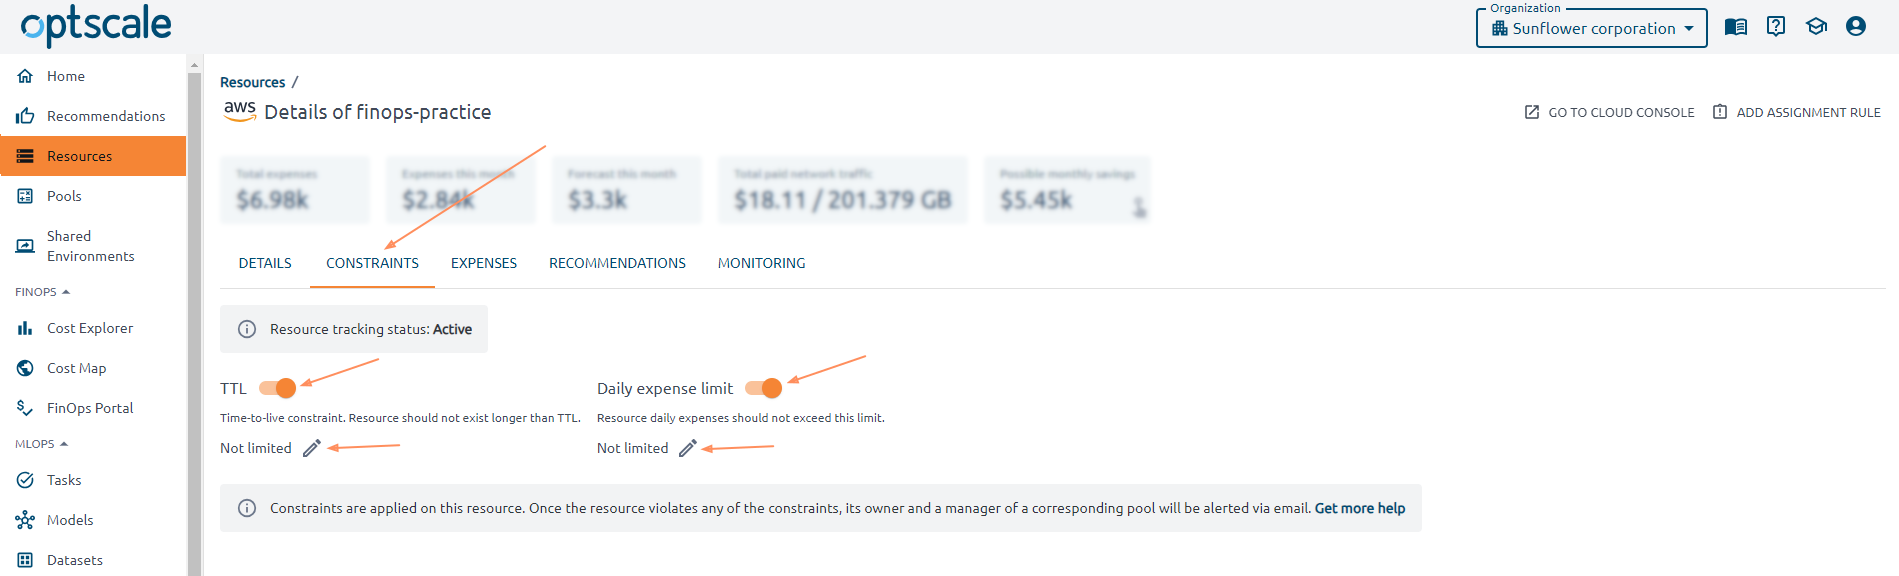 optscale
Organization
Sunflower corporation
Home
Recommendations
Resources
Pools
Shared
Environments
FINOPS
Cost Explorer
Cost Map
FinOps Portal
MLOPS
Tasks
Models
Datasets
Resources /
aws Details of finops-practice
GO TO CLOUD CONSOLE
ADD ASSIGNMENT RULE
Total expenses
$6.98k
Expenses this month
$2.84k
Forecast this month
$3.3k
Total paid network traffic
$18.11 / 201.379 GB
Possible monthly savings
$5.45k
DETAILS CONSTRAINTS EXPENSES RECOMMENDATIONS MONITORING
Resource tracking status: Active
TTL
Time-to-live constraint. Resource should not exist longer than TTL.
Not limited
Daily expense limit
Resource daily expenses should not exceed this limit.
Not limited
Constraints are applied on this resource. Once the resource violates any of the constraints, its owner and a manager of a corresponding pool will be alerted via email. Get more help